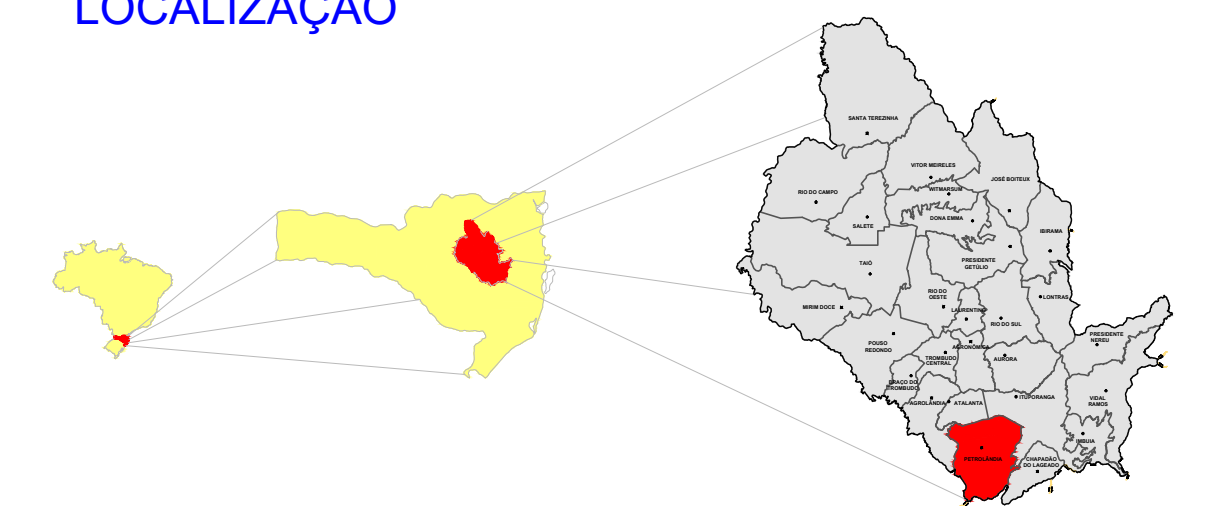 LOCALIZAÇÃO
SANTA TEREZINHA
VITOR MEIRELES
JOSÉ BOITEUX
WITMARSUM
RIO DO CAMPO
DONA EMMA
SALETE
IBIRAMA
TAIÓ
PRESIDENTE
GETÚLIO
RIO DO
OESTE
LONTRAS
MIRIM DOCE
LAURENTINO
RIO DO SUL
PRESIDENTE
NEREU
POUSO
REDONDO
AGRONÔMICA
TROMBUDO
CENTRAL
AURORA
BRAÇO DO
TROMBUDO
AGROLÂNDIA
ATALANTA
ITUPORANGA
VIDAL
RAMOS
IMBUIA
PETROLÂNDIA
CHAPADÃO
DO LAGEADO